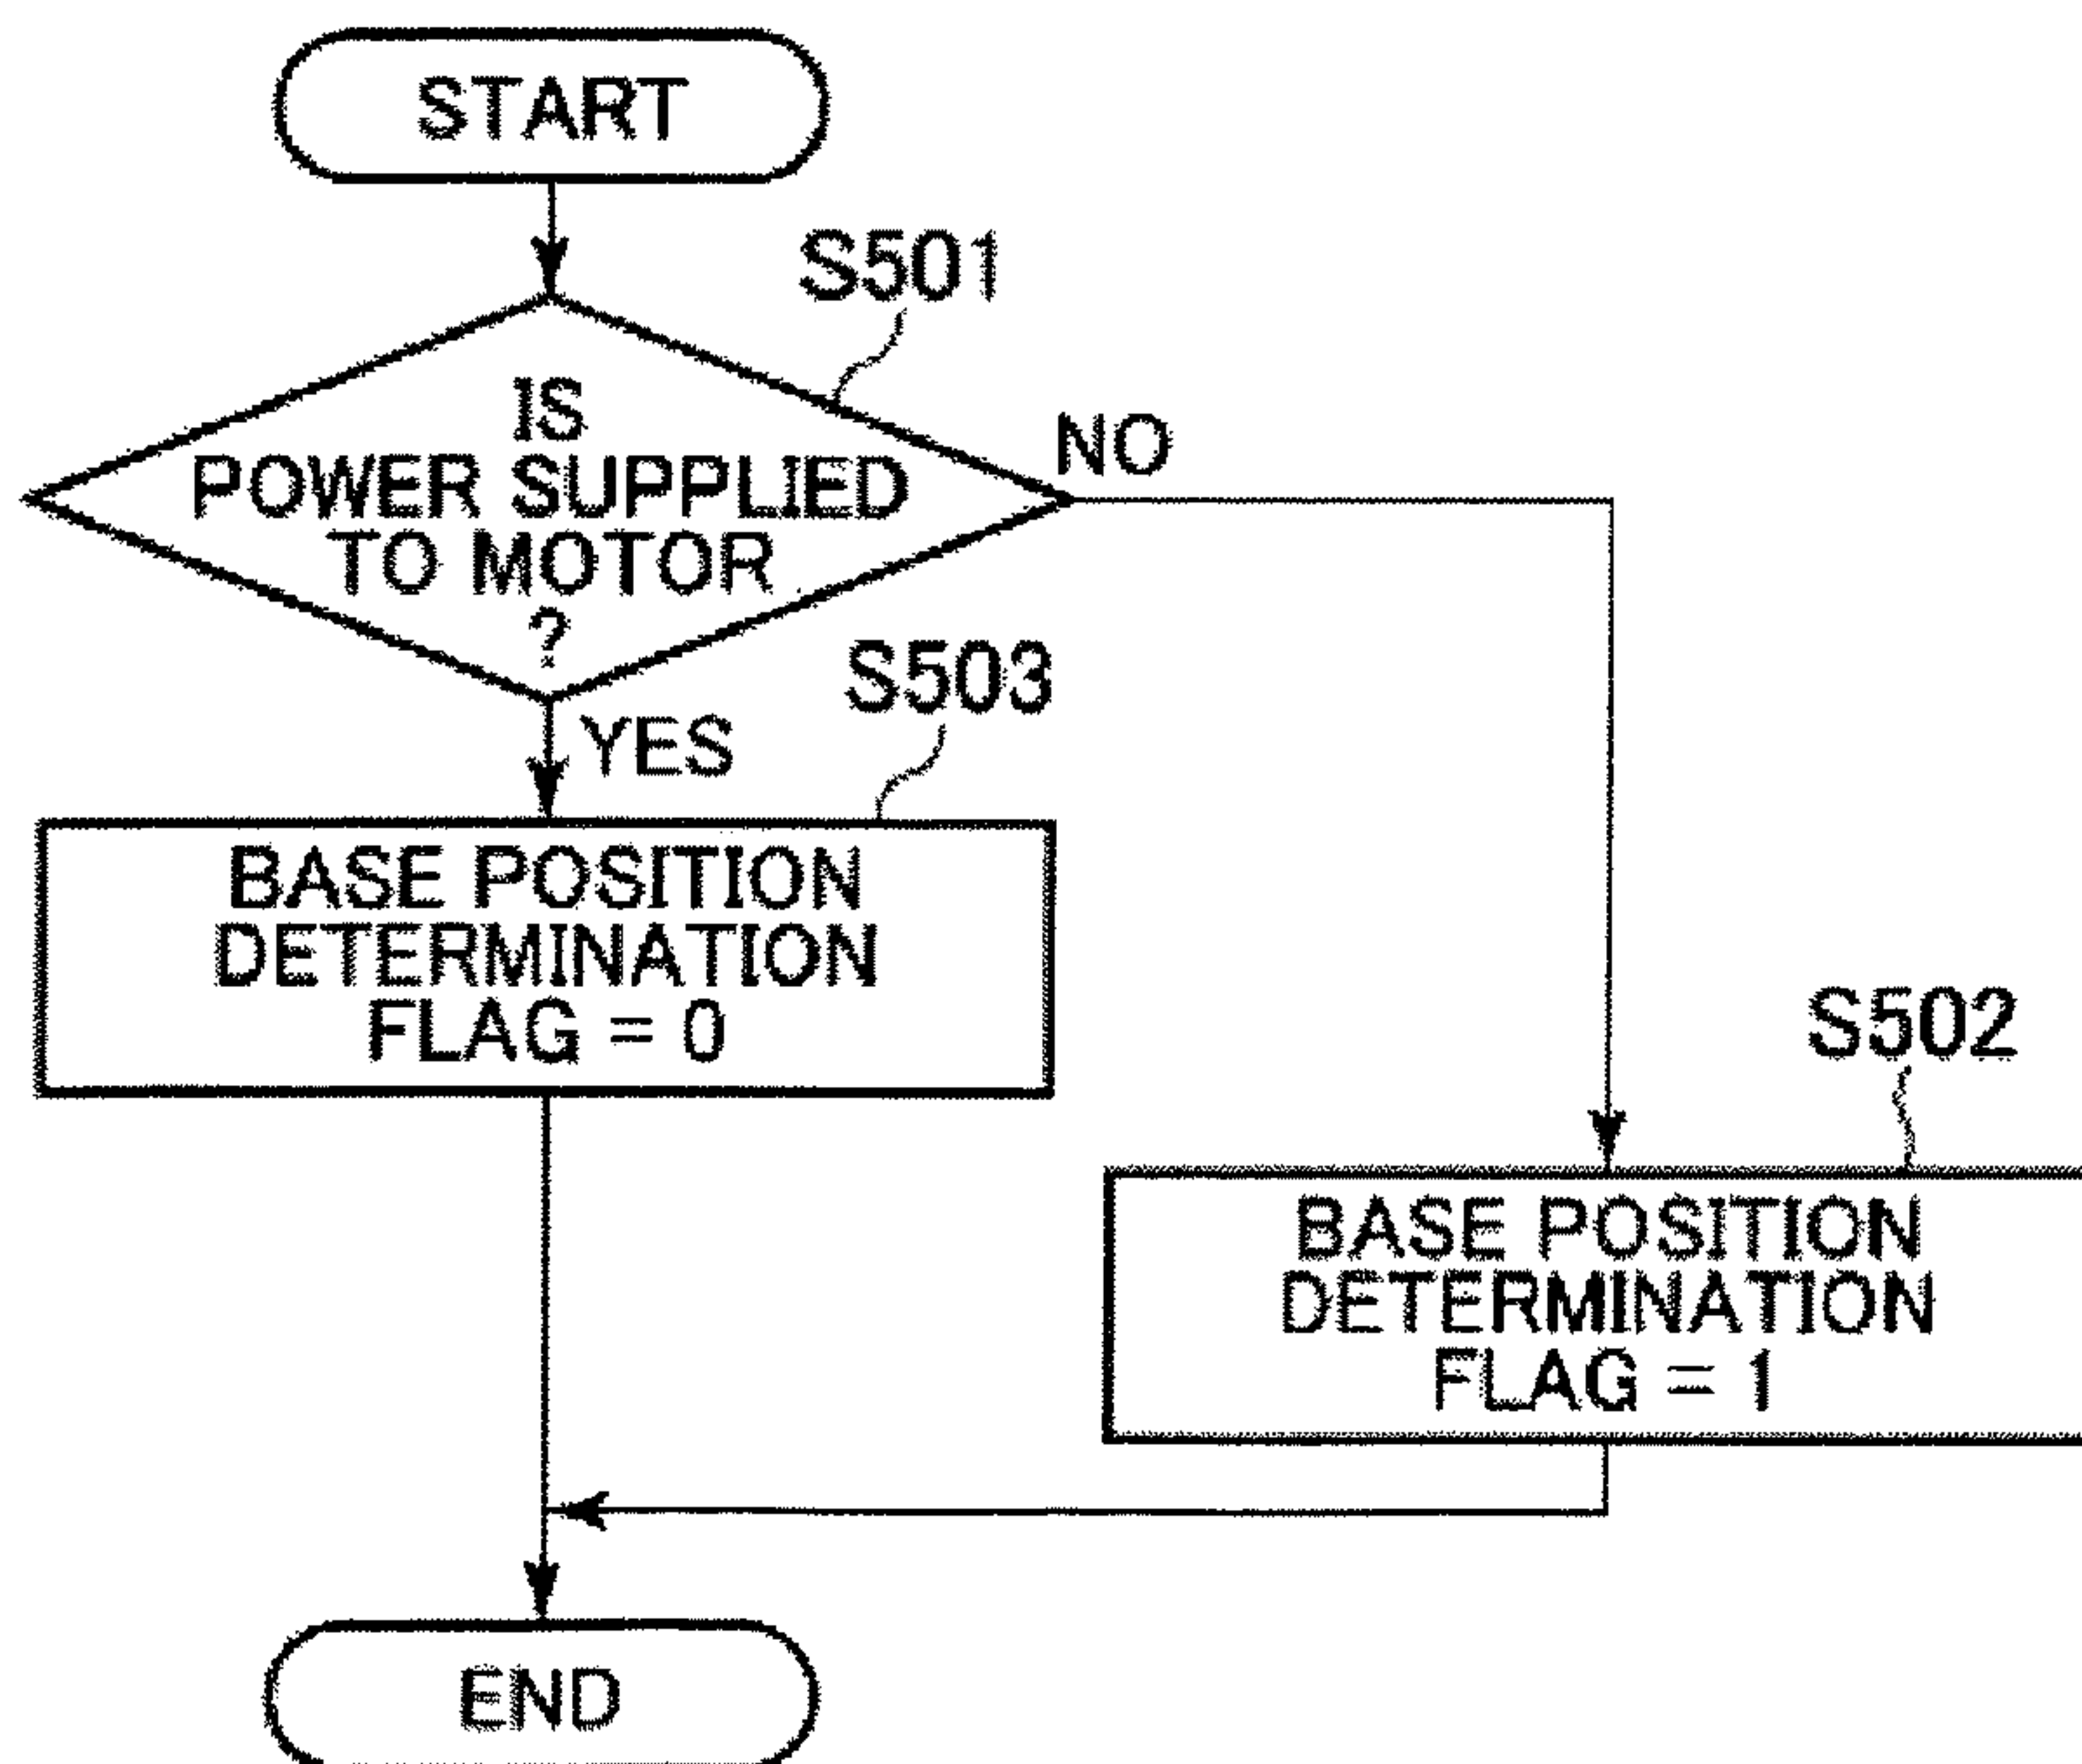 START
S501
IS
POWER SUPPLIED
TO MOTOR
?
NO
YES
S503
BASE POSITION
DETERMINATION
FLAG = 0
S502
BASE POSITION
DETERMINATION
FLAG = 1
END